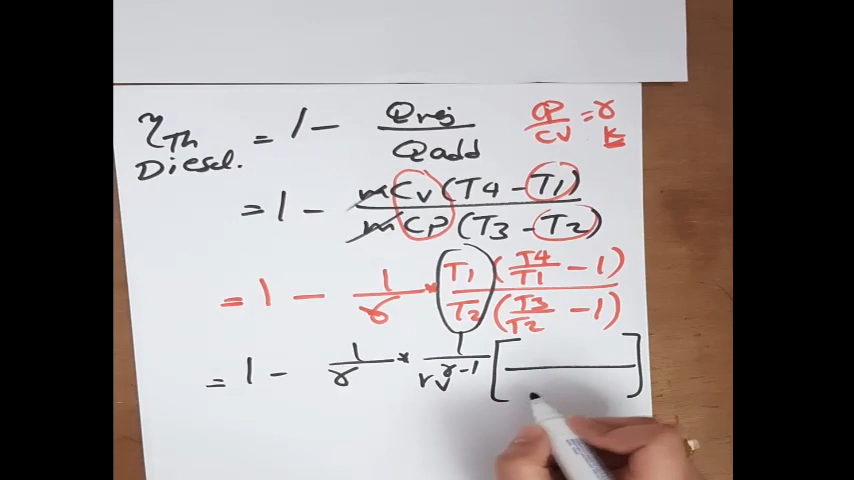 ηTh = 1 - Qrej / Qadd CP / CV = γ
Diesel. k
= 1 - mCv (T4 - T1) / mCP (T3 - T2)
= 1 - 1/γ * T1/T2 (T4/T1 - 1) / (T3/T2 - 1)
= 1 - 1/γ * 1/rv^γ-1 [ ]